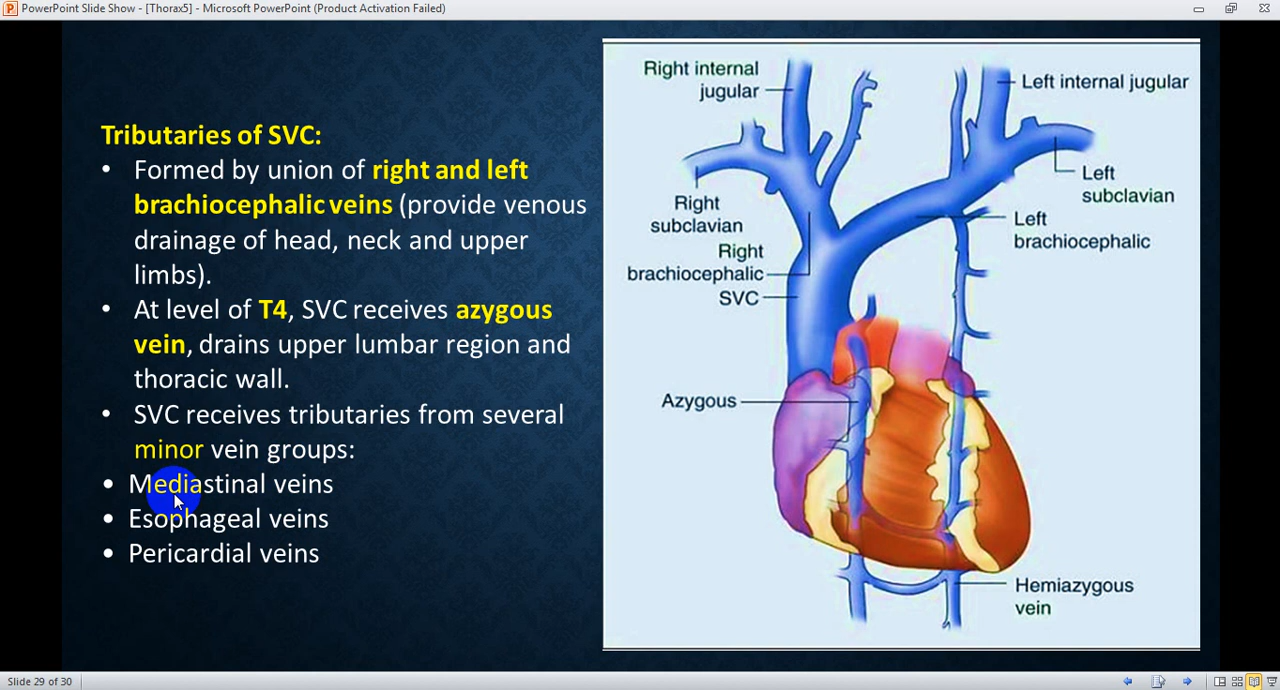 PowerPoint Slide Show - [Thorax5] - Microsoft PowerPoint (Product Activation Failed)
Tributaries of SVC:
• Formed by union of right and left
brachiocephalic veins (provide venous
drainage of head, neck and upper
limbs).
• At level of T4, SVC receives azygous
vein, drains upper lumbar region and
thoracic wall.
• SVC receives tributaries from several
minor vein groups:
• Mediastinal veins
• Esophageal veins
• Pericardial veins
Right internal
jugular
Left internal jugular
Right
subclavian
Left
subclavian
Right
brachiocephalic
Left
brachiocephalic
SVC
Azygous
Hemiazygous
vein
Slide 29 of 30